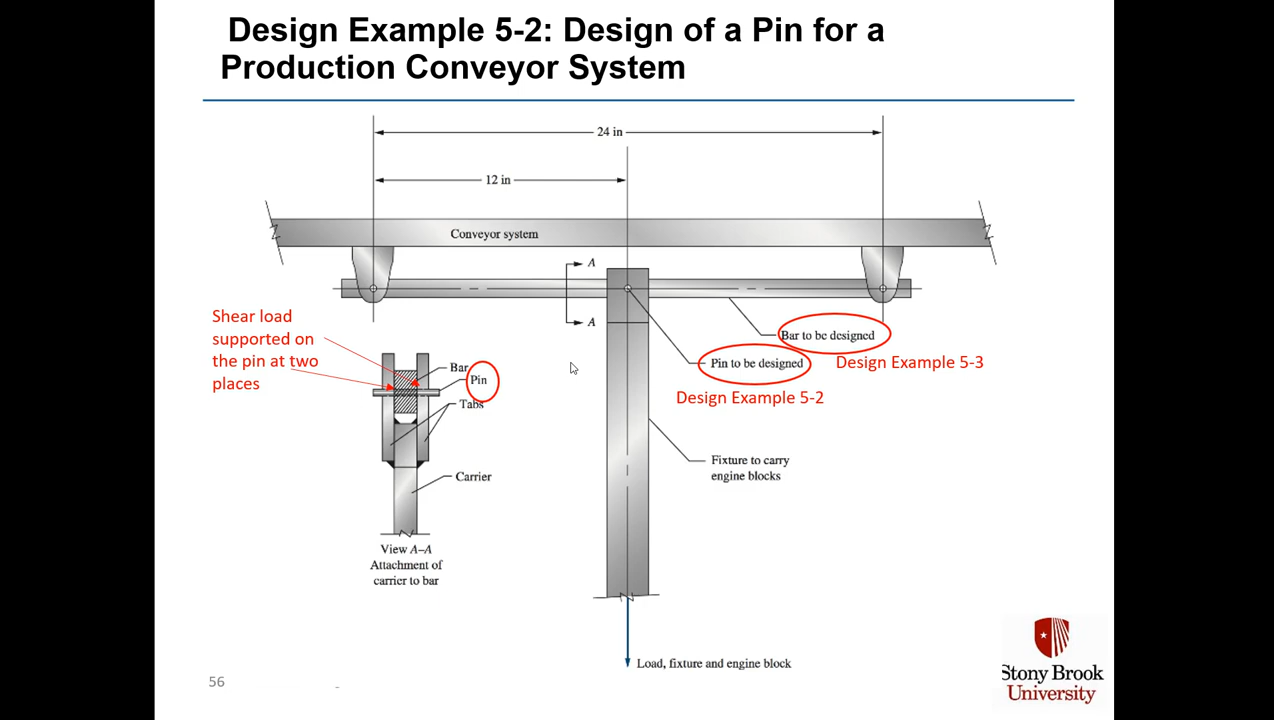 Design Example 5-2: Design of a Pin for a
Production Conveyor System
24 in
12 in
Conveyor system
A
A
Shear load
supported on
the pin at two
places
Bar to be designed
Design Example 5-3
Pin to be designed
Design Example 5-2
Bar
Pin
Tabs
Fixture to carry
engine blocks
Carrier
View A–A
Attachment of
carrier to bar
Load, fixture and engine block
56
Stony Brook
University